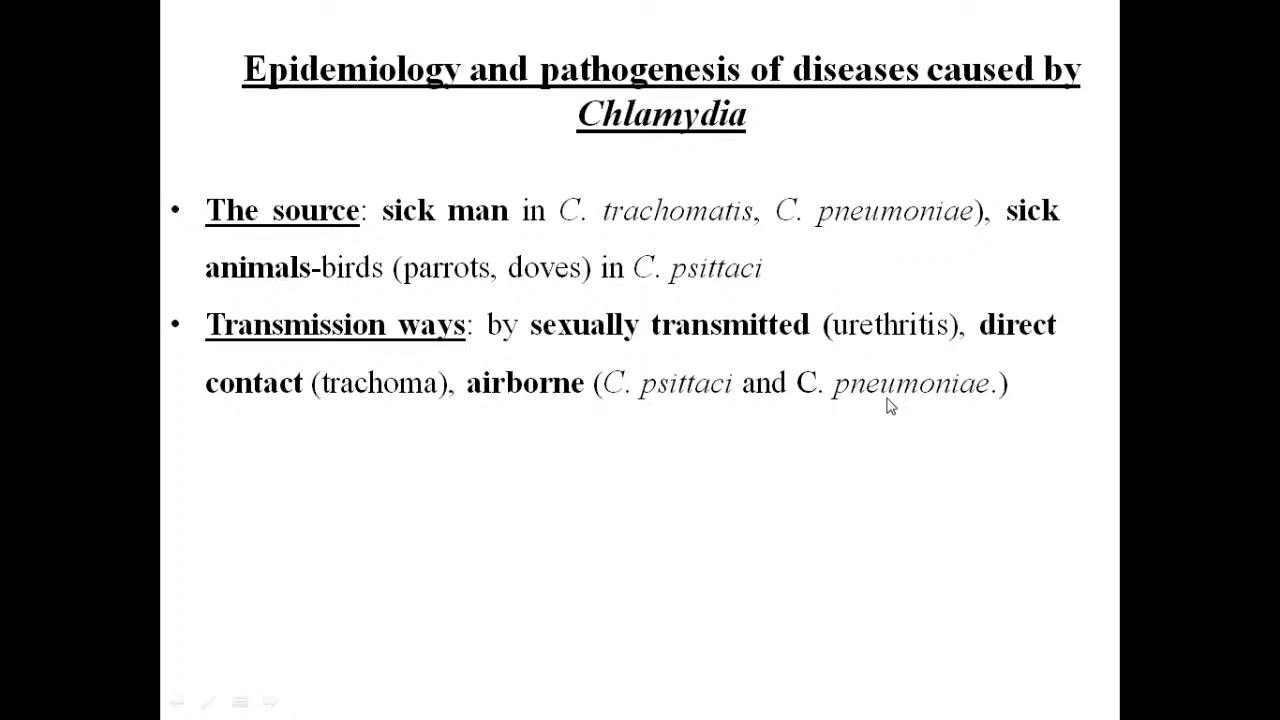 Epidemiology and pathogenesis of diseases caused by
Chlamydia
• The source: sick man in C. trachomatis, C. pneumoniae), sick
animals-birds (parrots, doves) in C. psittaci
• Transmission ways: by sexually transmitted (urethritis), direct
contact (trachoma), airborne (C. psittaci and C. pneumoniae.)